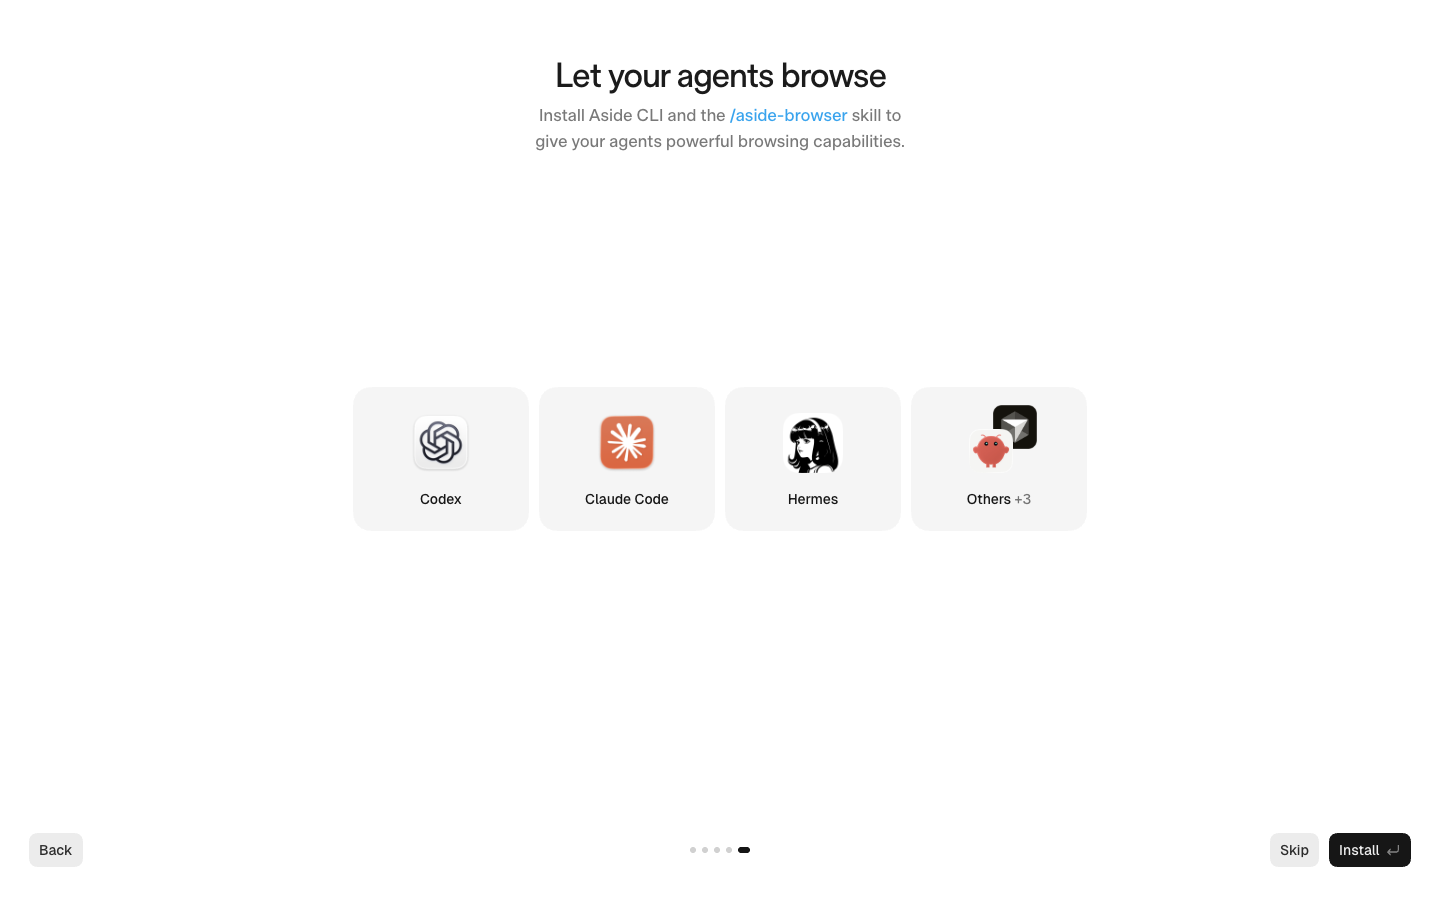 Let your agents browse
Install Aside CLI and the /aside-browser skill to
give your agents powerful browsing capabilities.
Codex
Claude Code
Hermes
Others +3
Back
Skip
Install